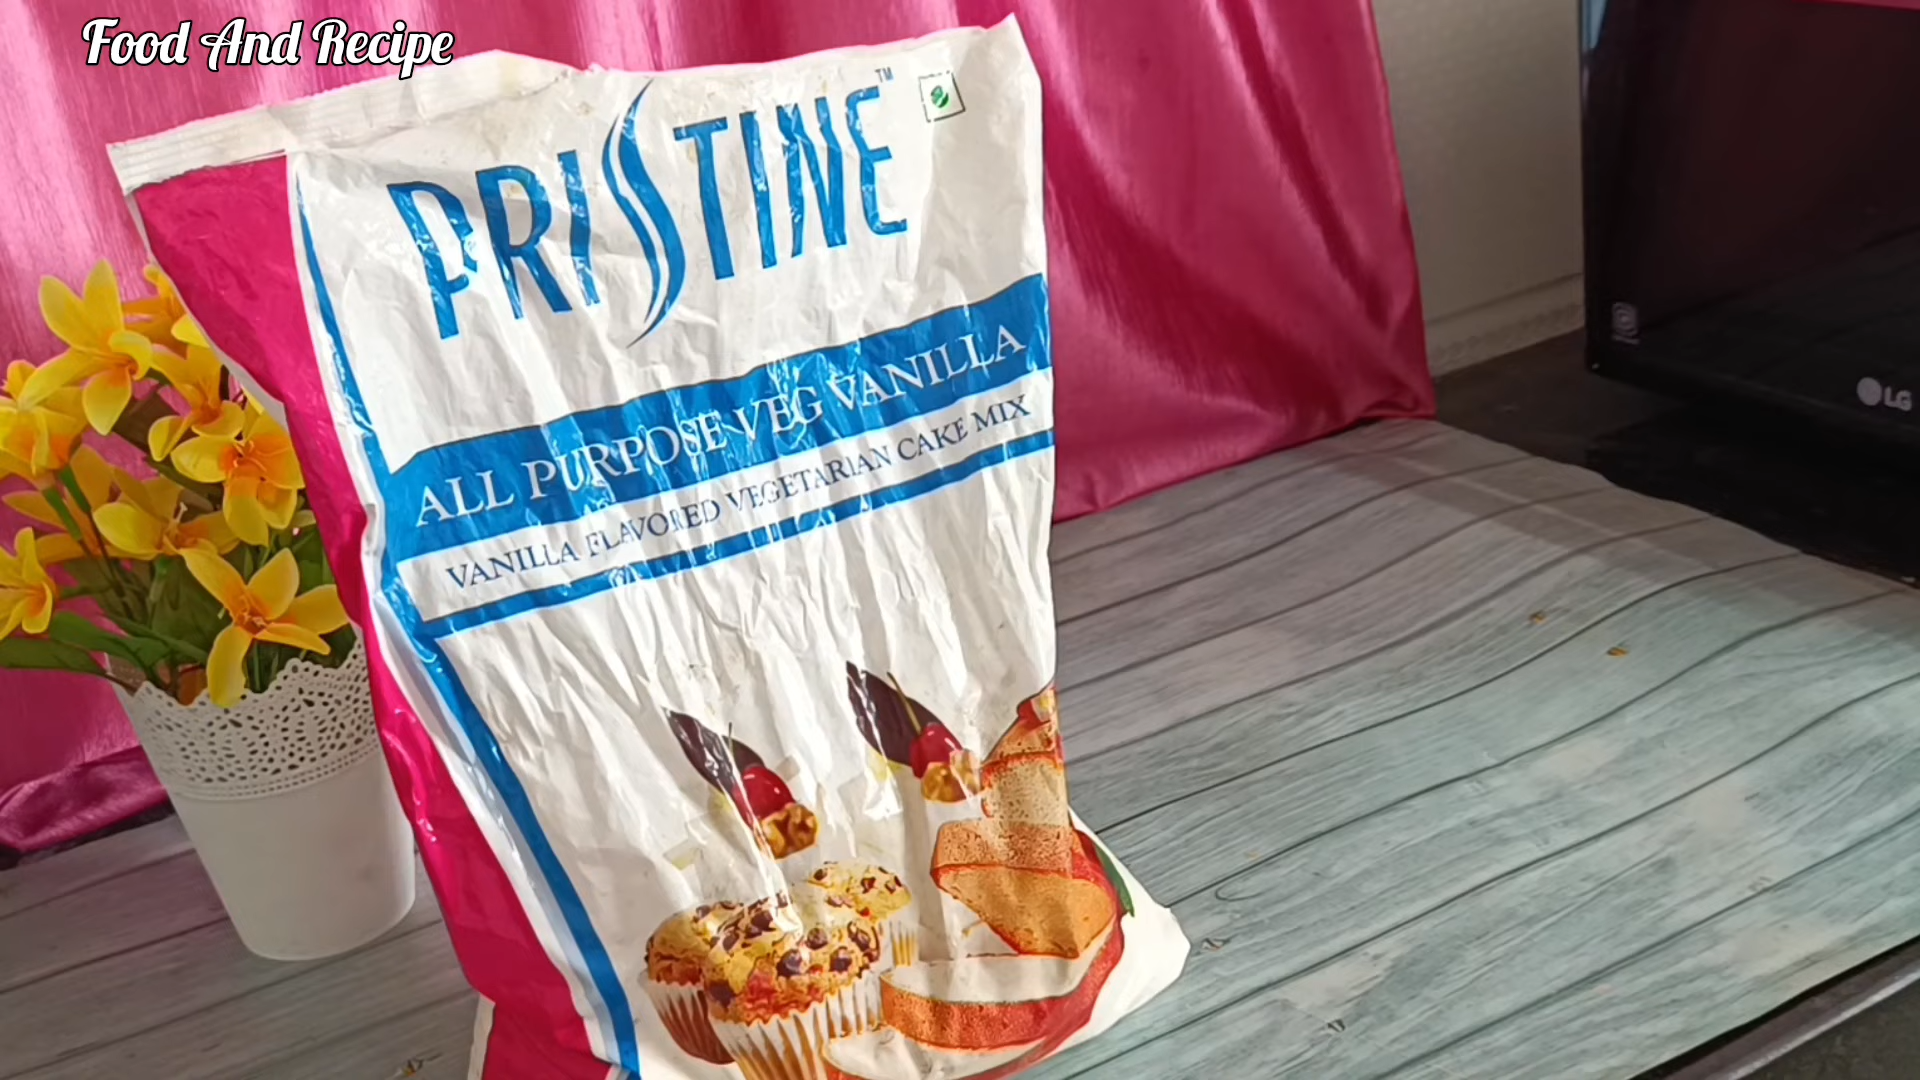 Food And Recipe
PRISTINE™
ALL PURPOSE VEG VANILLA
VANILLA FLAVORED VEGETARIAN CAKE MIX
LG